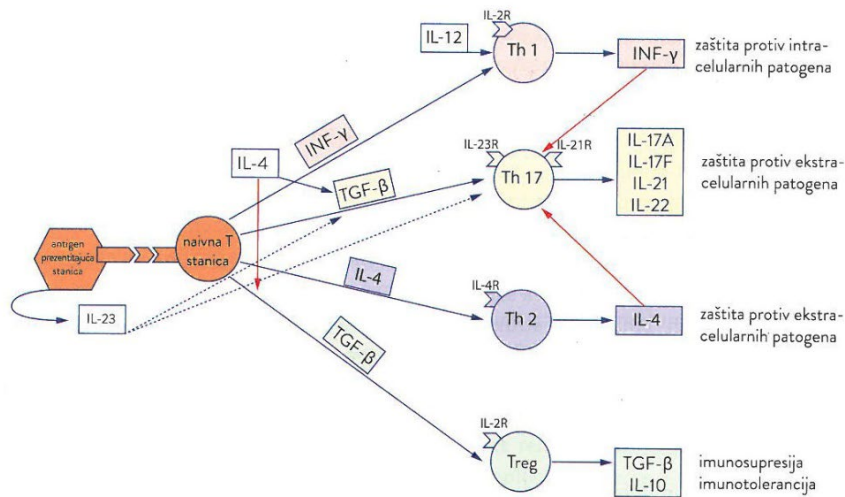 IL-2R
IL-12
Th 1
INF-γ
zaštita protiv intra-
celularnih patogena
INF-γ
IL-4
TGF-β
IL-23R
IL-21R
Th 17
IL-17A
IL-17F
IL-21
IL-22
zaštita protiv ekstra-
celularnih patogena
antigen
prezentitajuća
stanica
naivna T
stanica
IL-23
IL-4
IL-4R
Th 2
IL-4
zaštita protiv ekstra-
celularnih patogena
TGF-β
IL-2R
Treg
TGF-β
IL-10
imunosupresija
imunotolerancija